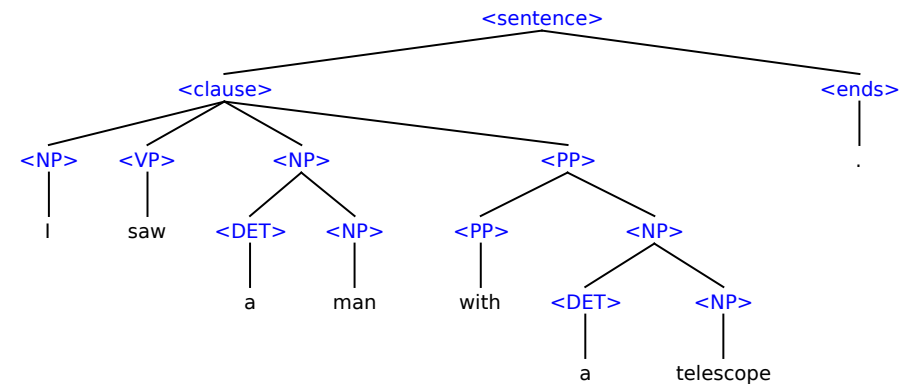 <sentence>
<clause> <ends>
<NP> <VP> <NP> <PP> .
I saw <DET> <NP> <PP> <NP>
a man with <DET> <NP>
a telescope